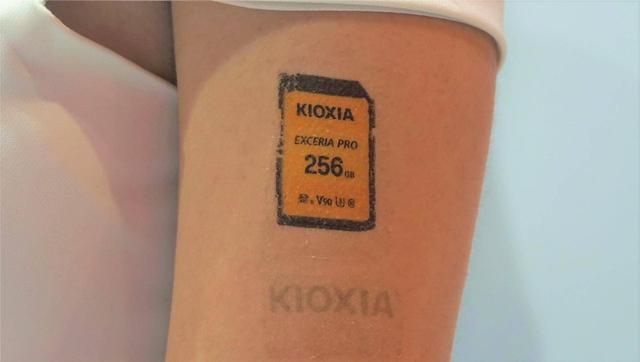 KIOXIA
EXCERIA PRO
256GB
V90
KIOXIA